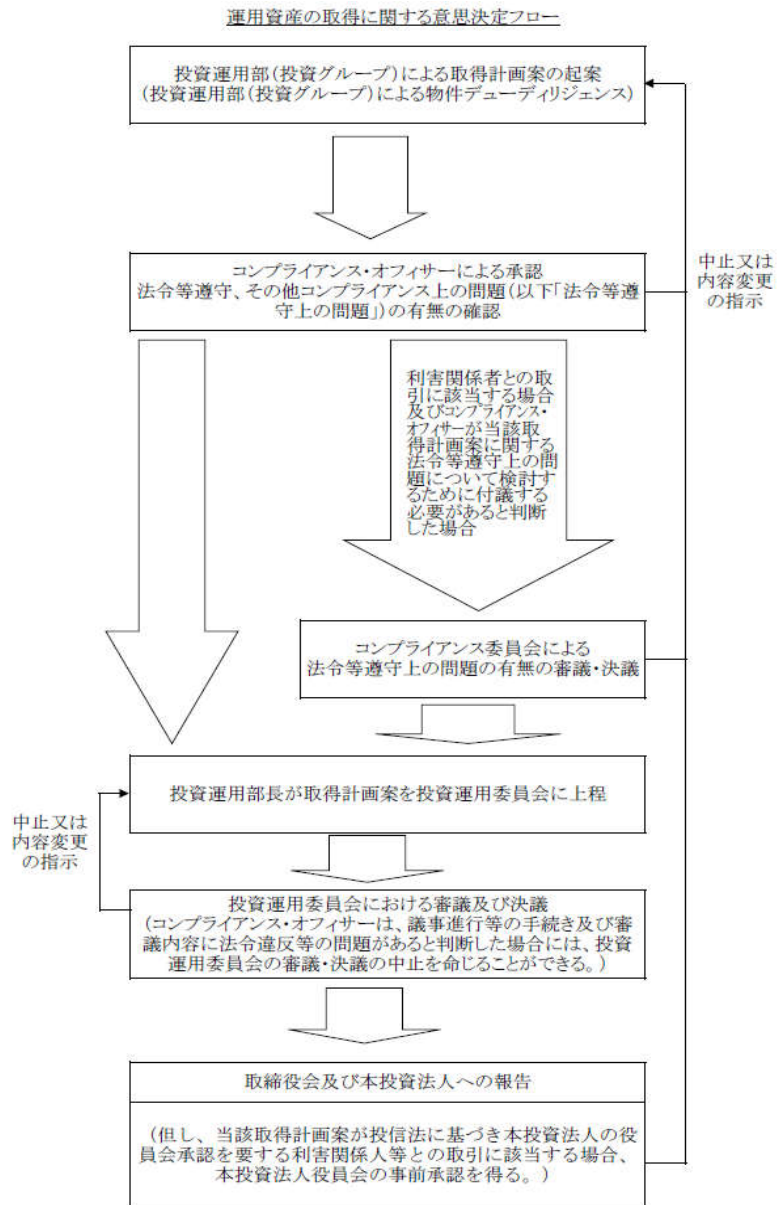 運用資産の取得に関する意思決定フロー
投資運用部(投資グループ)による取得計画案の起案
(投資運用部(投資グループ)による物件デューディリジェンス)
中止又は
内容変更
の指示
コンプライアンス・オフィサーによる承認
法令等遵守、その他コンプライアンス上の問題(以下「法令等遵
守上の問題」)の有無の確認
利害関係者との取
引に該当する場合
及びコンプライアンス・
オフィサーが当該取
得計画案に関する
法令等遵守上の問
題について検討す
るために付議する
必要があると判断
した場合
コンプライアンス委員会による
法令等遵守上の問題の有無の審議・決議
投資運用部長が取得計画案を投資運用委員会に上程
中止又は
内容変更
の指示
投資運用委員会における審議及び決議
(コンプライアンス・オフィサーは、議事進行等の手続き及び審
議内容に法令違反等の問題があると判断した場合には、投資
運用委員会の審議・決議の中止を命じることができる。)
取締役会及び本投資法人への報告
(但し、当該取得計画案が投信法に基づき本投資法人の役
員会承認を要する利害関係人等との取引に該当する場合、
本投資法人役員会の事前承認を得る。)